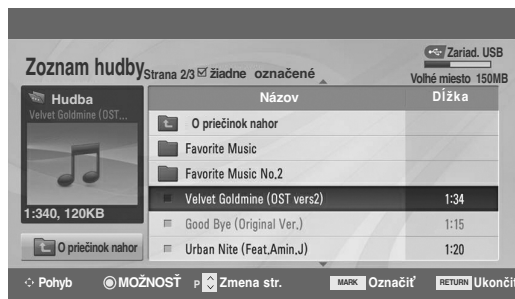 Zariad. USB
Zoznam hudby Strana 2/3 žiadne označené
Voľné miesto 150MB
Hudba
Velvet Goldmine (OST...
1:340, 120KB
O priečinok nahor
Názov Dĺžka
O priečinok nahor
Favorite Music
Favorite Music No.2
Velvet Goldmine (OST vers2) 1:34
Good Bye (Original Ver.) 1:15
Urban Nite (Feat.Amin.J) 1:20
Pohyb MOŽNOSŤ P Zmena str. MARK Označiť RETURN Ukončiť